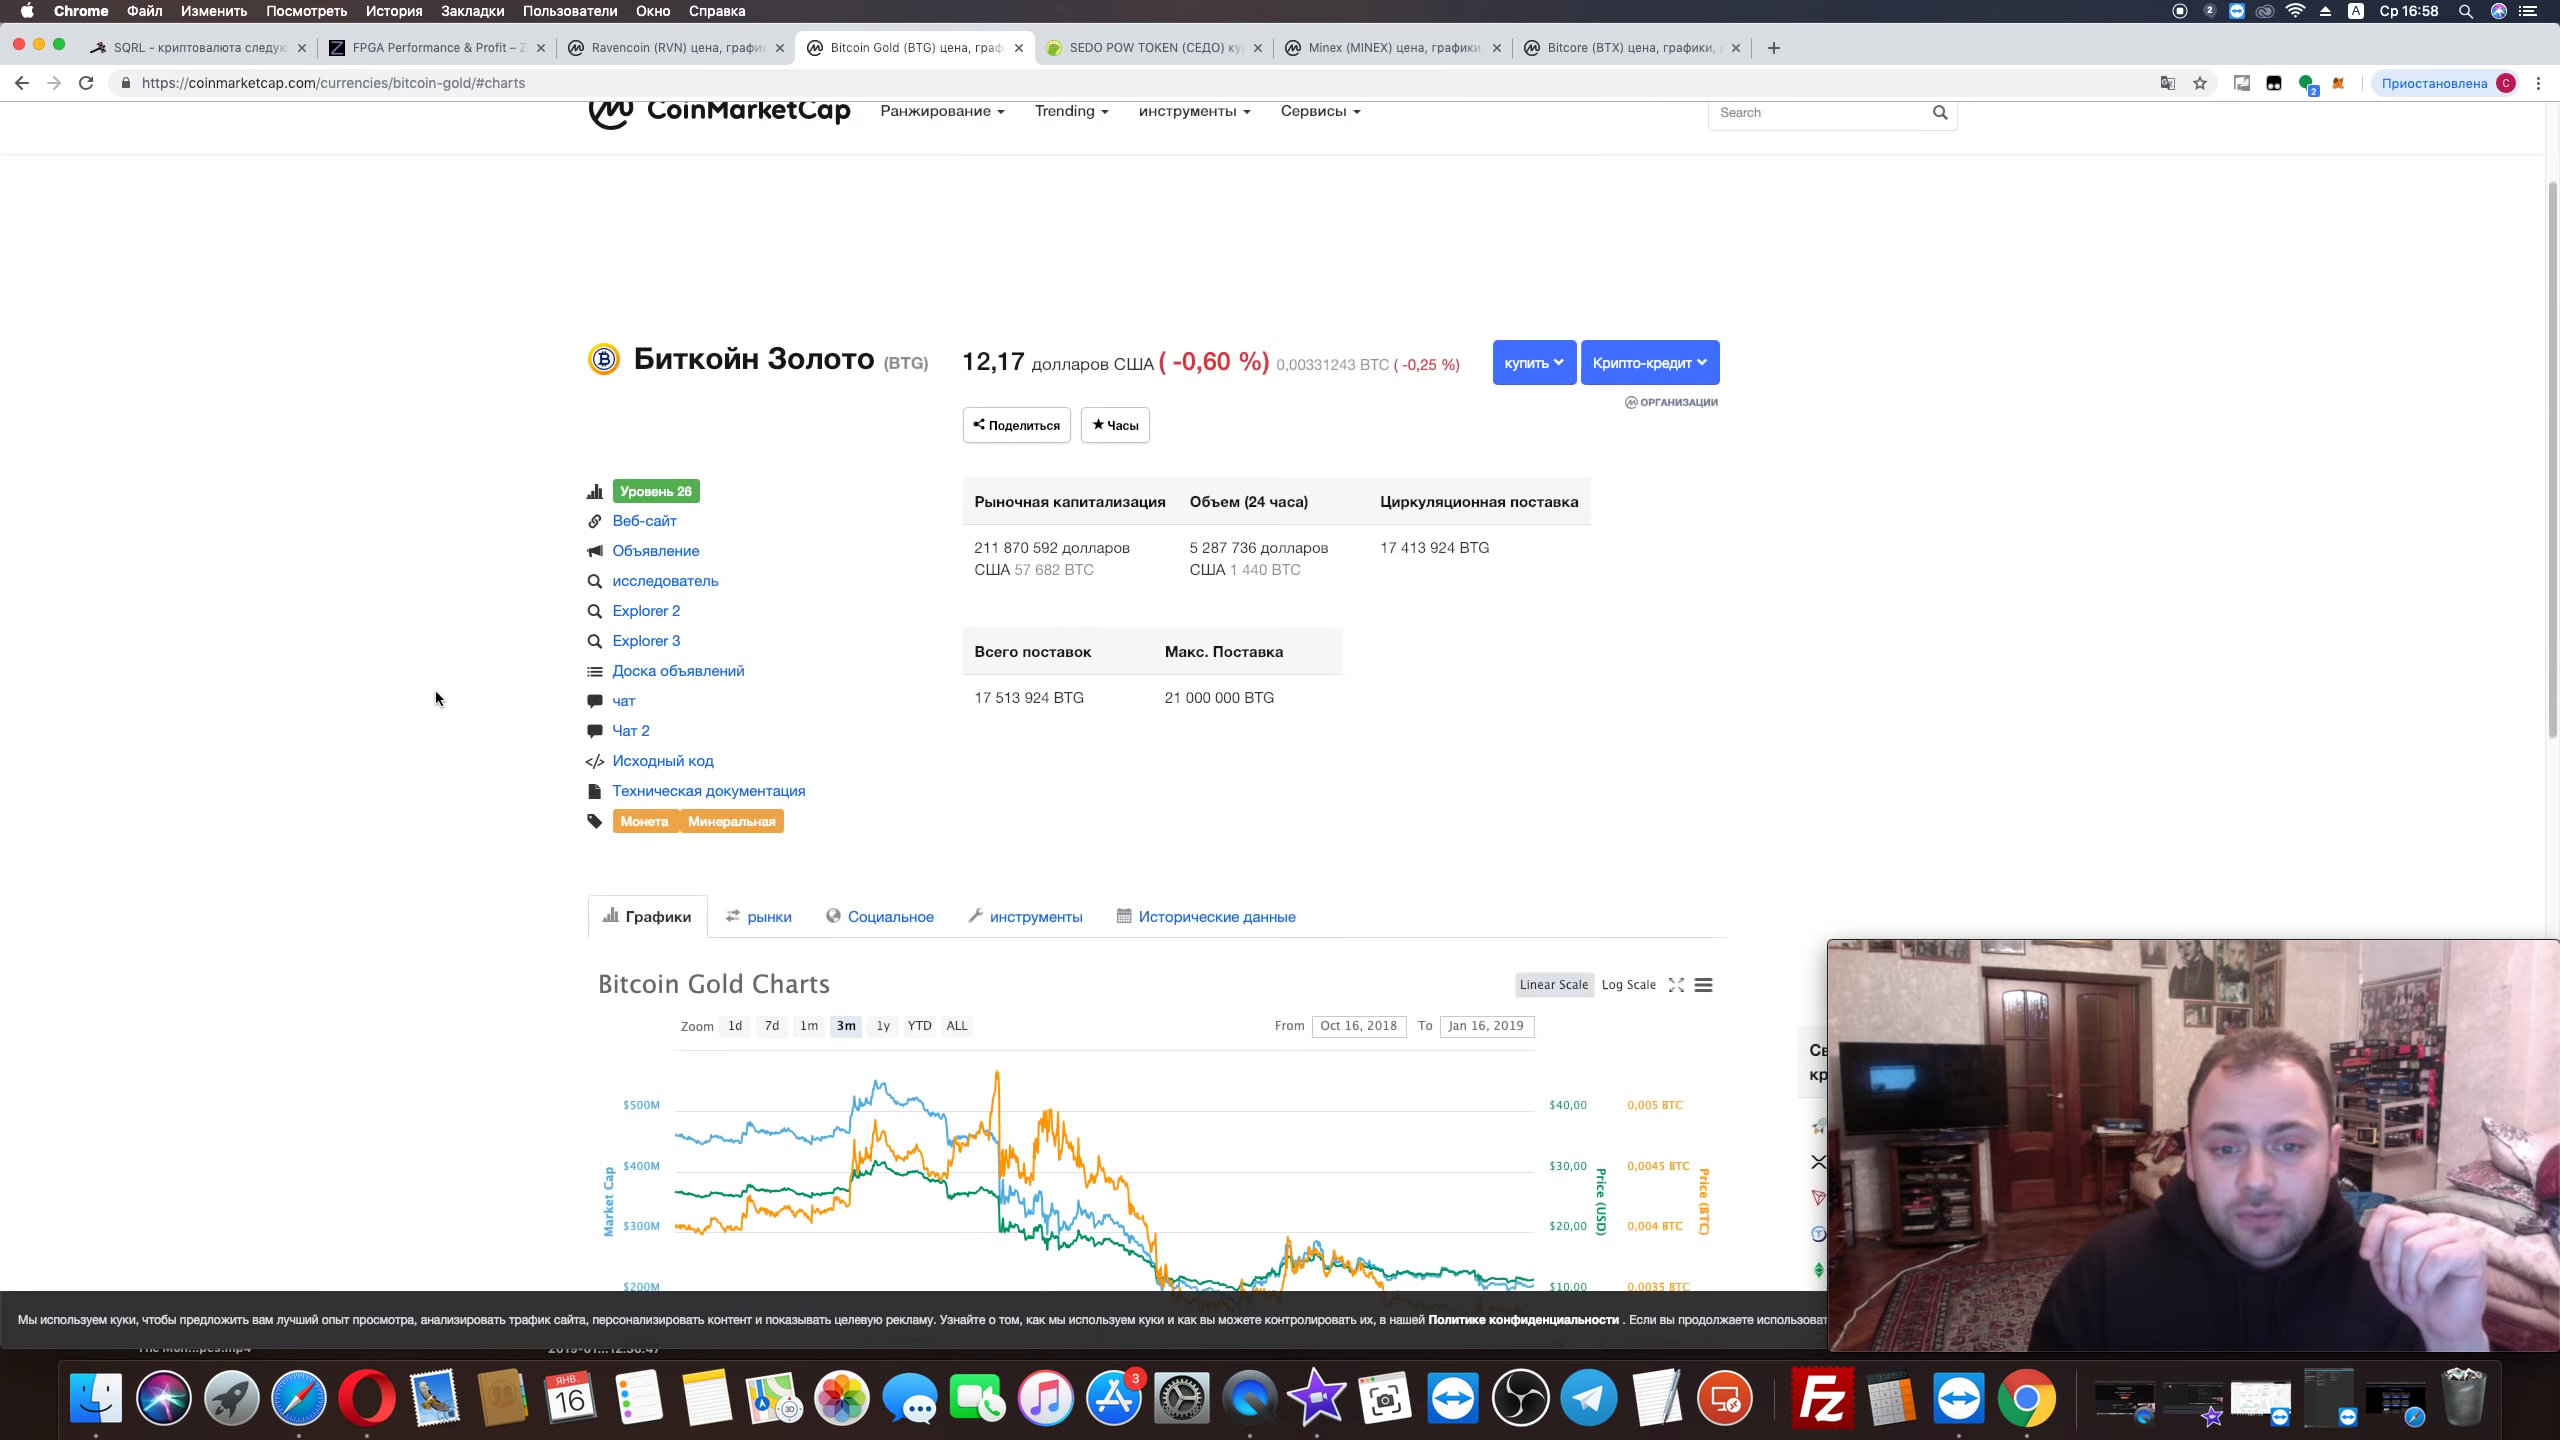 Chrome Файл Изменить Посмотреть История Закладки Пользователи Окно Справка
2 A Ср 16:58
SQRL - криптовалюта следую
FPGA Performance & Profit – Z
Ravencoin (RVN) цена, графи
Bitcoin Gold (BTG) цена, граф
SEDO POW TOKEN (СЕДО) ку
Minex (MINEX) цена, графики,
Bitcore (BTX) цена, графики,
https://coinmarketcap.com/currencies/bitcoin-gold/#charts
2
Приостановлена C
CoinMarketCap Ранжирование Trending инструменты Сервисы
Search
Биткойн Золото (BTG)
12,17 долларов США ( -0,60 %) 0,00331243 BTC ( -0,25 %)
купить
Крипто-кредит
ОРГАНИЗАЦИИ
Поделиться
Часы
Уровень 26
Веб-сайт
Объявление
исследователь
Explorer 2
Explorer 3
Доска объявлений
чат
Чат 2
Исходный код
Техническая документация
Монета Минеральная
Рыночная капитализация Объем (24 часа) Циркуляционная поставка
211 870 592 долларов 5 287 736 долларов 17 413 924 BTG
США 57 682 BTC США 1 440 BTC
Всего поставок Макс. Поставка
17 513 924 BTG 21 000 000 BTG
Графики рынки Социальное инструменты Исторические данные
Bitcoin Gold Charts
Linear Scale Log Scale
Zoom 1d 7d 1m 3m 1y YTD ALL
From Oct 16, 2018 To Jan 16, 2019
$500M $40,00 0,005 BTC
$400M $30,00 0,0045 BTC
$300M $20,00 0,004 BTC
$200M $10,00 0,0035 BTC
Market Cap
Price (USD)
Price (BTC)
Мы используем куки, чтобы предложить вам лучший опыт просмотра, анализировать трафик сайта, персонализировать контент и показывать целевую рекламу. Узнайте о том, как мы используем куки и как вы можете контролировать их, в нашей Политике конфиденциальности . Если вы продолжаете использоват
ЯНВ.
16
3D
3
Fz